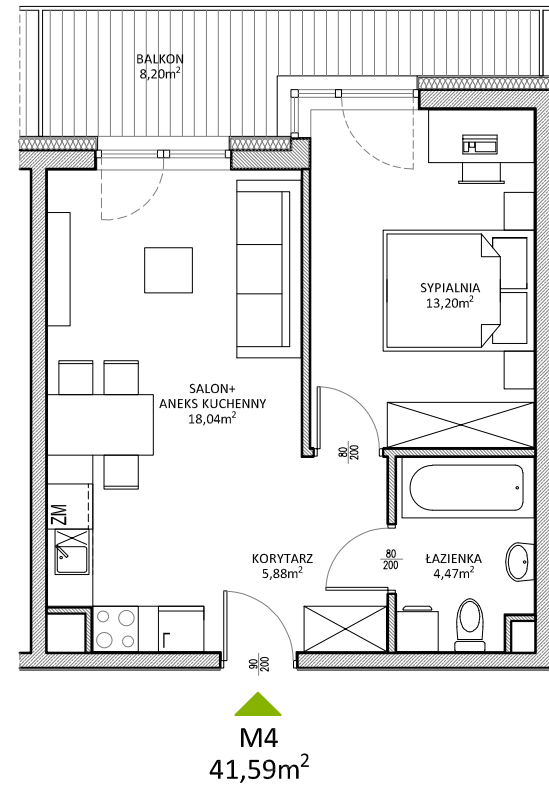 BALKON
8,20m²
SYPIALNIA
13,20m²
SALON+
ANEKS KUCHENNY
18,04m²
80
200
ZM
KORYTARZ
5,88m²
80
200
ŁAZIENKA
4,47m²
90
200
M4
41,59m²